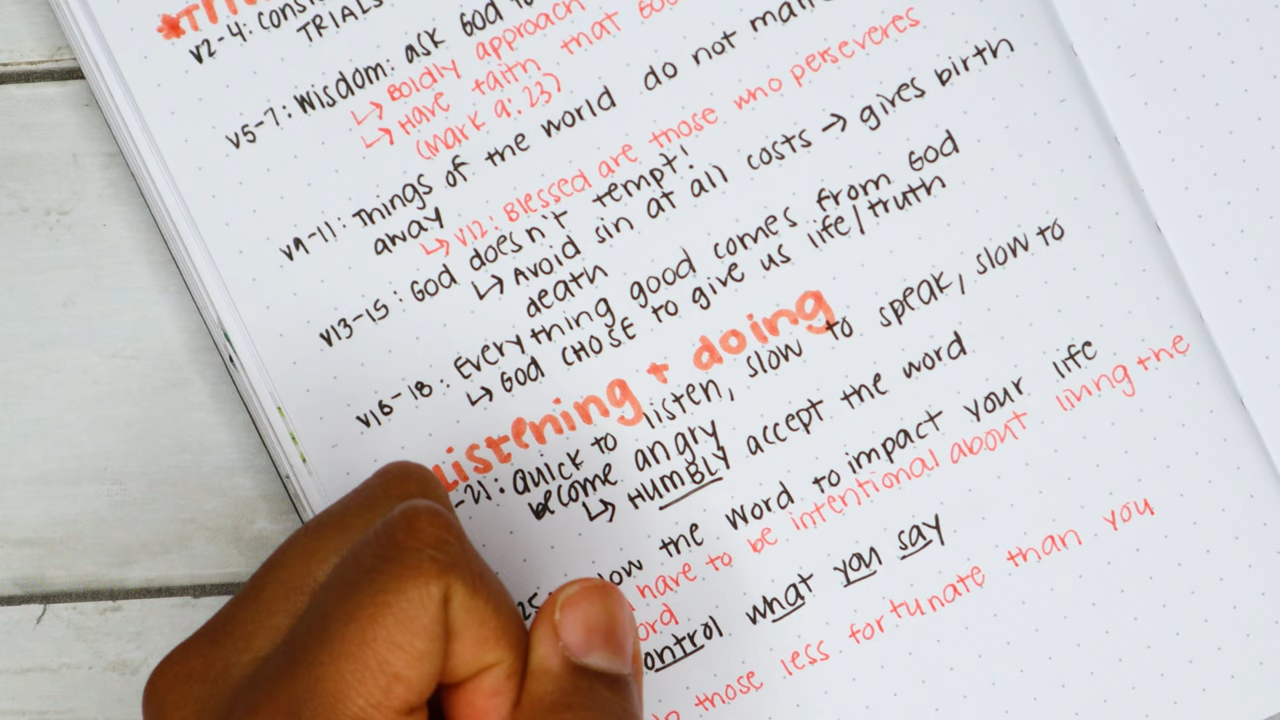 v2-4: Cons
TRIALS
v5-7: Wisdom: ask God to
↳ Boldly approach
↳ Have faith that God
(Mark 9:23)
v9-11: Things of the world do not matt
away
↳ v12: Blessed are those who perseveres
v13-15: God doesn't tempt!
↳ Avoid sin at all costs → gives birth
death
v16-18: Everything good comes from God
↳ God CHOSE to give us life/truth
Listening + doing
-21: Quick to listen, slow to speak, slow to
become angry
↳ HUMBLY accept the word
25: low the word to impact your life
have to be intentional about living the
ord
ontrol what you say
those less fortunate than you